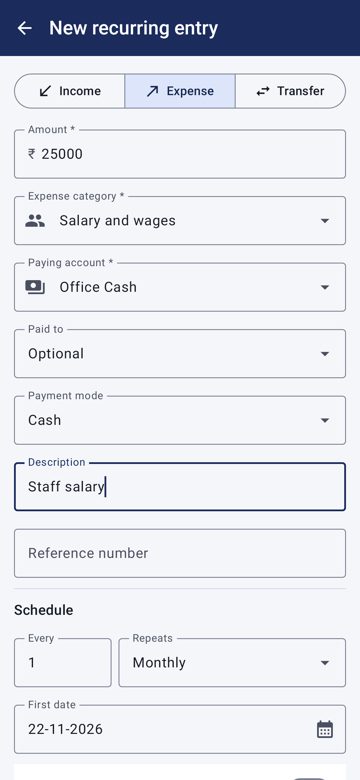 New recurring entry
Income
Expense
Transfer
Amount *
₹ 25000
Expense category *
Salary and wages
Paying account *
Office Cash
Paid to
Optional
Payment mode
Cash
Description
Staff salary
Reference number
Schedule
Every
1
Repeats
Monthly
First date
22-11-2026